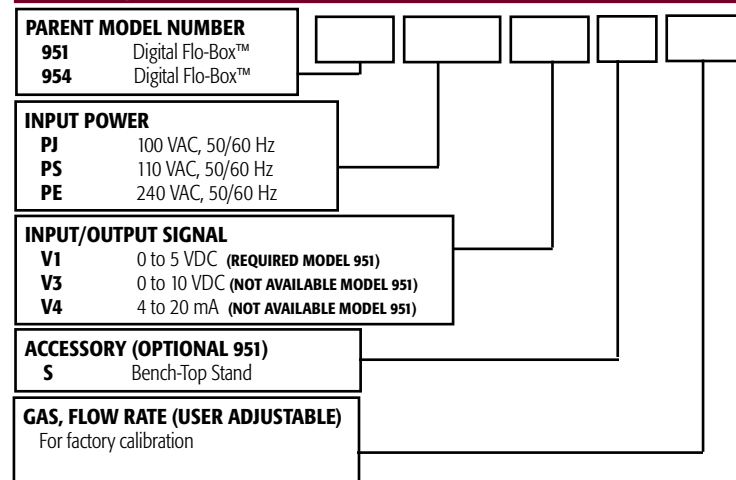 PARENT MODEL NUMBER
951 Digital Flo-Box™
954 Digital Flo-Box™
INPUT POWER
PJ 100 VAC, 50/60 Hz
PS 110 VAC, 50/60 Hz
PE 240 VAC, 50/60 Hz
INPUT/OUTPUT SIGNAL
V1 0 to 5 VDC (REQUIRED MODEL 951)
V3 0 to 10 VDC (NOT AVAILABLE MODEL 951)
V4 4 to 20 mA (NOT AVAILABLE MODEL 951)
ACCESSORY (OPTIONAL 951)
S Bench-Top Stand
GAS, FLOW RATE (USER ADJUSTABLE)
For factory calibration